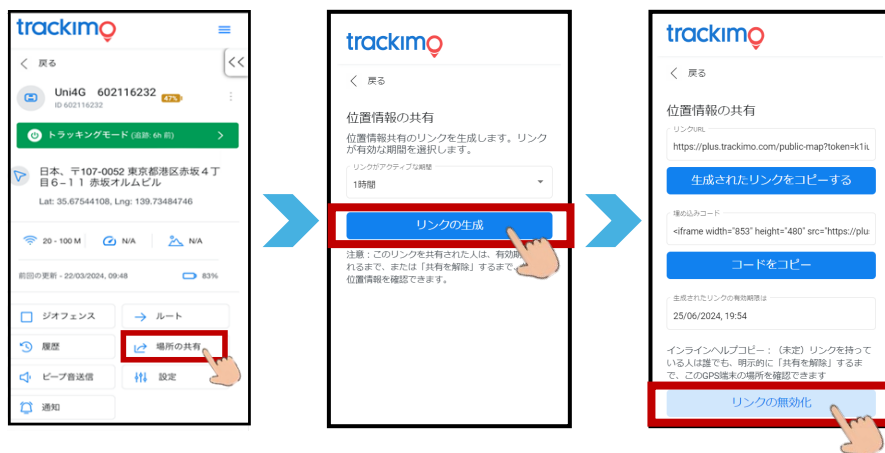 trackimo
戻る
<<
Uni4G 602116232 47%
ID 602116232
トラッキングモード (追跡: 6h 前)
日本、〒107-0052 東京都港区赤坂４丁
目６−１１ 赤坂オルムビル
Lat: 35.67544108, Lng: 139.73484746
20 - 100 M
N/A
N/A
前回の更新 - 22/03/2024, 09:48
83%
ジオフェンス
ルート
履歴
場所の共有
ビープ音送信
設定
通知
trackimo
戻る
位置情報の共有
位置情報共有のリンクを生成します。リンク
が有効な期間を選択します。
リンクがアクティブな期間
1時間
リンクの生成
注意：このリンクを共有された人は、有効期
れるまで、または「共有を解除」するまで、
位置情報を確認できます。
trackimo
戻る
位置情報の共有
リンクURL
https://plus.trackimo.com/public-map?token=k1iu
生成されたリンクをコピーする
埋め込みコード
<iframe width="853" height="480" src="https://plu
コードをコピー
生成されたリンクの有効期限は
25/06/2024, 19:54
インラインヘルプコピー：（未定）リンクを持って
いる人は誰でも、明示的に「共有を解除」するま
で、このGPS端末の場所を確認できます
リンクの無効化